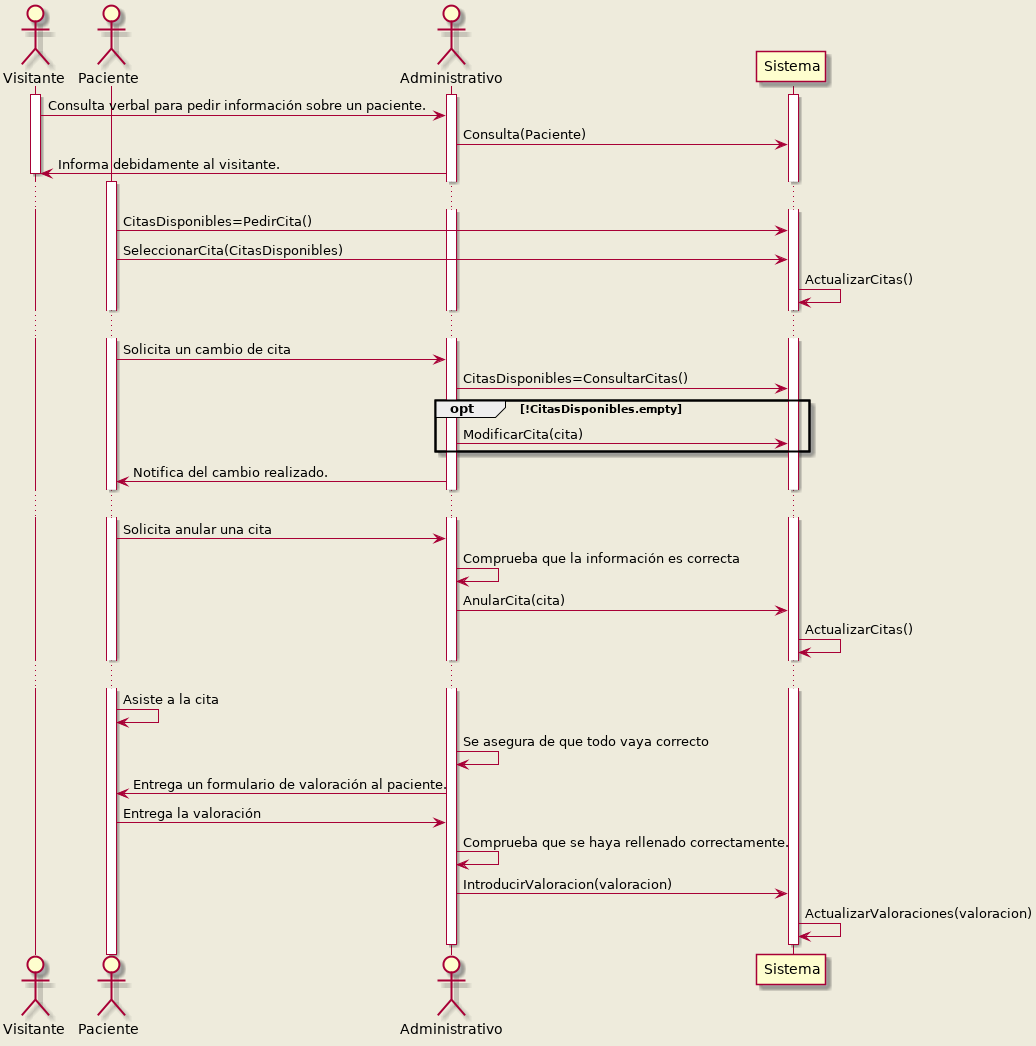 Visitante
Paciente
Administrativo
Sistema
Consulta verbal para pedir información sobre un paciente.
Consulta(Paciente)
Informa debidamente al visitante.
CitasDisponibles=PedirCita()
SeleccionarCita(CitasDisponibles)
ActualizarCitas()
Solicita un cambio de cita
CitasDisponibles=ConsultarCitas()
opt [!CitasDisponibles.empty]
ModificarCita(cita)
Notifica del cambio realizado.
Solicita anular una cita
Comprueba que la información es correcta
AnularCita(cita)
ActualizarCitas()
Asiste a la cita
Se asegura de que todo vaya correcto
Entrega un formulario de valoración al paciente.
Entrega la valoración
Comprueba que se haya rellenado correctamente.
IntroducirValoracion(valoracion)
ActualizarValoraciones(valoracion)
Visitante
Paciente
Administrativo
Sistema